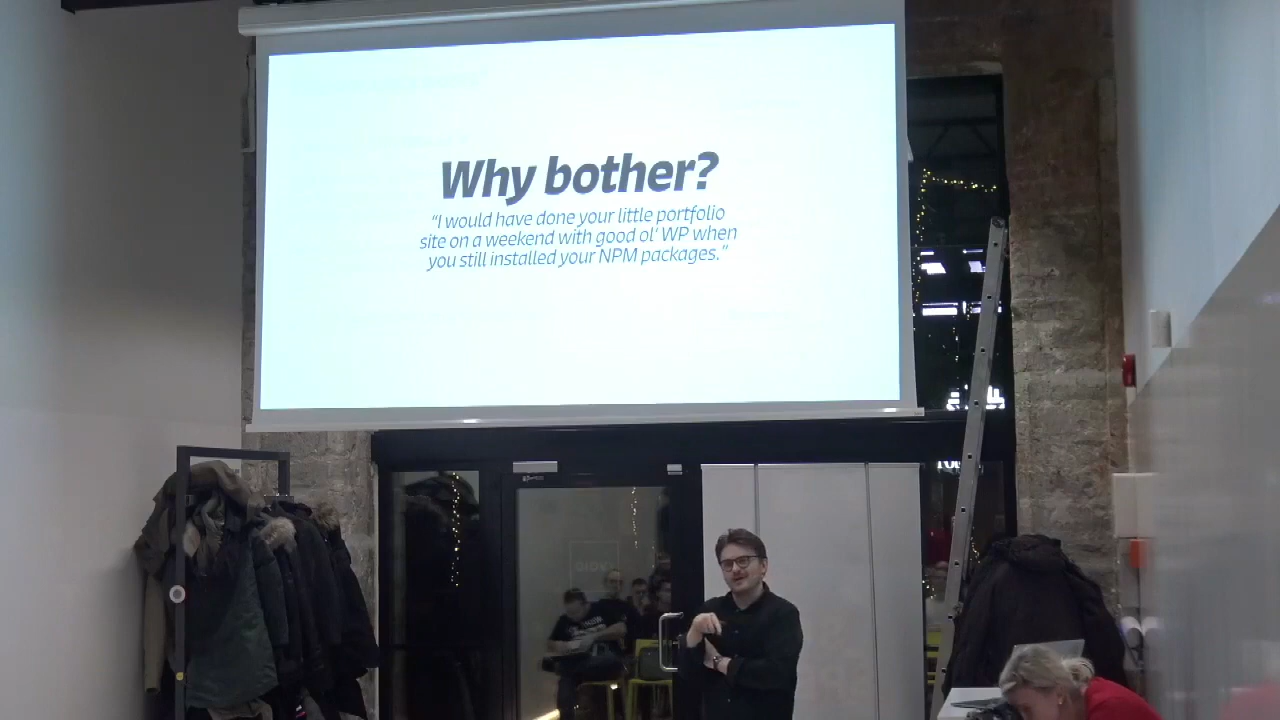 Why bother?
“I would have done your little portfolio
site on a weekend with good ol’ WP when
you still installed your NPM packages.”